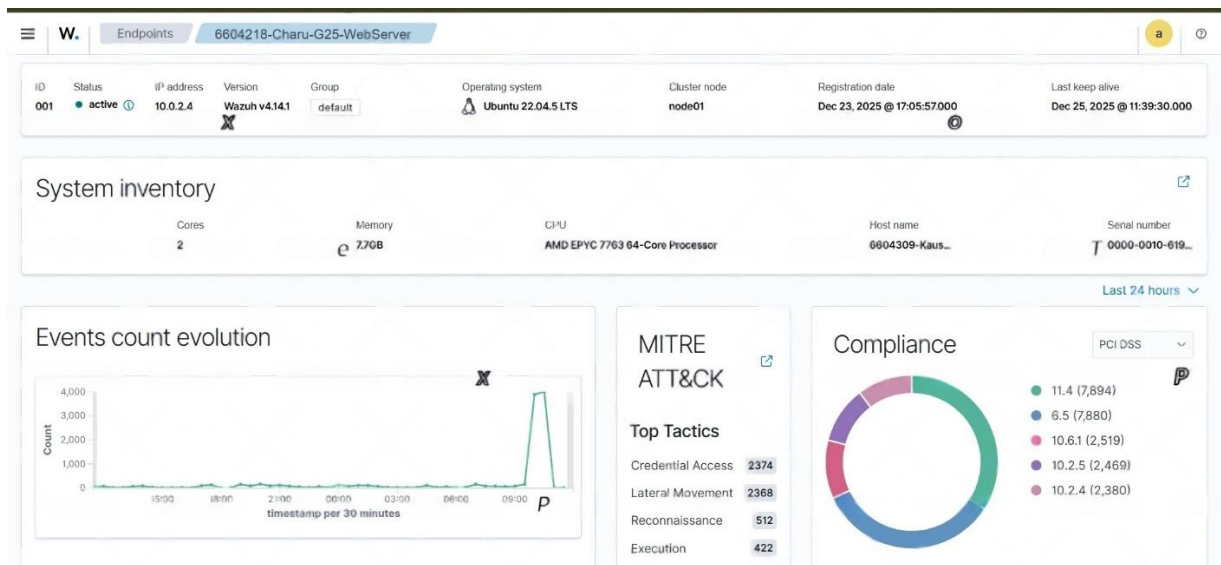 W. Endpoints 6604218-Charu-G25-WebServer a
ID Status IP address Version Group Operating system Cluster node Registration date Last keep alive
001 active 10.0.2.4 Wazuh v4.14.1 default Ubuntu 22.04.5 LTS node01 Dec 23, 2025 @ 17:05:57.000 Dec 25, 2025 @ 11:39:30.000
X O
System inventory
Cores Memory CPU Host name Serial number
2 e 7.7GB AMD EPYC 7763 64-Core Processor 6604309-Kaus... T 0000-0010-619...
Last 24 hours
Events count evolution
X
4,000
3,000
2,000
1,000
0
Count
15:00 18:00 21:00 00:00 03:00 06:00 09:00 P
timestamp per 30 minutes
MITRE
ATT&CK
Top Tactics
Credential Access 2374
Lateral Movement 2368
Reconnaissance 512
Execution 422
Compliance
PCI DSS
P
11.4 (7,894)
6.5 (7,880)
10.6.1 (2,519)
10.2.5 (2,469)
10.2.4 (2,380)